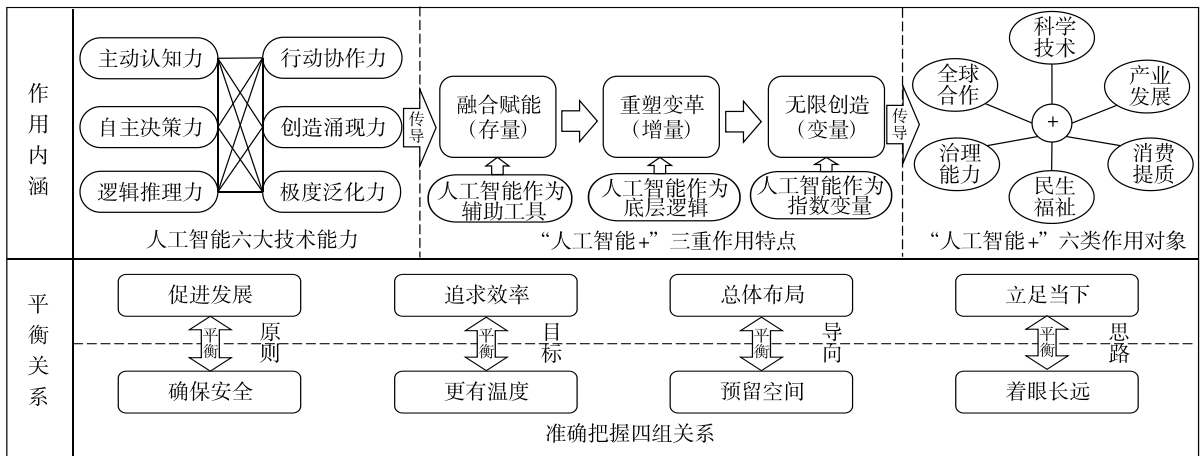 作用内涵
主动认知力
自主决策力
逻辑推理力
行动协作力
创造涌现力
极度泛化力
人工智能六大技术能力
传导
融合赋能
(存量)
人工智能作为
辅助工具
重塑变革
(增量)
人工智能作为
底层逻辑
无限创造
(变量)
人工智能作为
指数变量
“人工智能+”三重作用特点
传导
科学
技术
全球
合作
产业
发展
+
治理
能力
消费
提质
民生
福祉
“人工智能+”六类作用对象
平衡关系
促进发展
平衡
原则
确保安全
追求效率
平衡
目标
更有温度
总体布局
平衡
导向
预留空间
立足当下
平衡
思路
着眼长远
准确把握四组关系